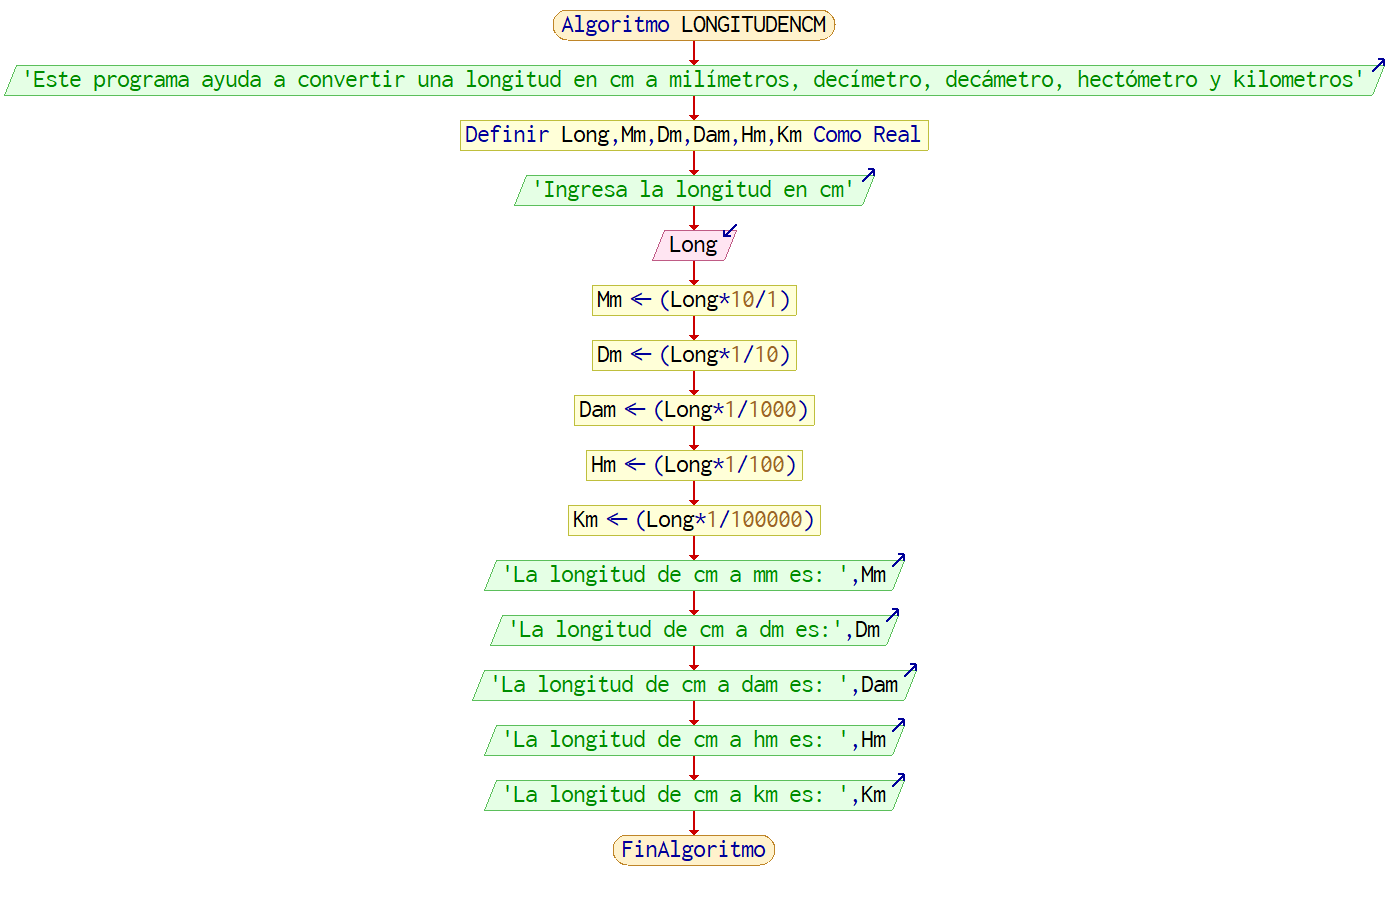 Algoritmo LONGITUDENCM
'Este programa ayuda a convertir una longitud en cm a milímetros, decímetro, decámetro, hectómetro y kilometros'
Definir Long,Mm,Dm,Dam,Hm,Km Como Real
'Ingresa la longitud en cm'
Long
Mm ← (Long*10/1)
Dm ← (Long*1/10)
Dam ← (Long*1/1000)
Hm ← (Long*1/100)
Km ← (Long*1/100000)
'La longitud de cm a mm es: ',Mm
'La longitud de cm a dm es:',Dm
'La longitud de cm a dam es: ',Dam
'La longitud de cm a hm es: ',Hm
'La longitud de cm a km es: ',Km
FinAlgoritmo